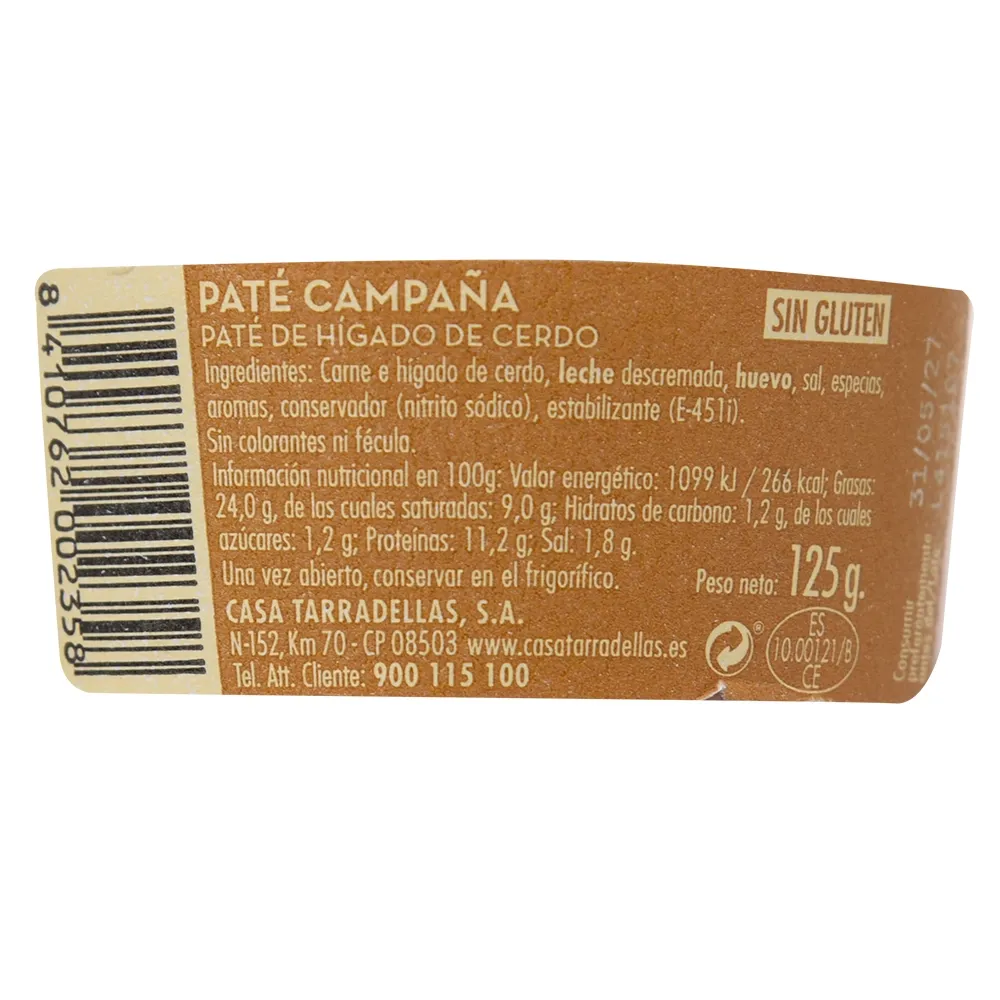 8 410762 002358
PATÉ CAMPAÑA
SIN GLUTEN
PATÉ DE HÍGADO DE CERDO
Ingredientes: Carne e hígado de cerdo, leche descremada, huevo, sal, especias,
aromas, conservador (nitrito sódico), estabilizante (E-451i).
Sin colorantes ni fécula.
Información nutricional en 100g: Valor energético: 1099 kJ / 266 kcal; Grasas:
24,0 g, de las cuales saturadas: 9,0 g; Hidratos de carbono: 1,2 g, de los cuales
azúcares: 1,2 g; Proteínas: 11,2 g; Sal: 1,8 g.
Una vez abierto, conservar en el frigorífico.
Peso neto: 125 g.
CASA TARRADELLAS, S.A.
N-152, Km 70 - CP 08503 www.casatarradellas.es
Tel. Att. Cliente: 900 115 100
®
ES
10.00121/B
CE
Consumir
preferentemente
31/05/27